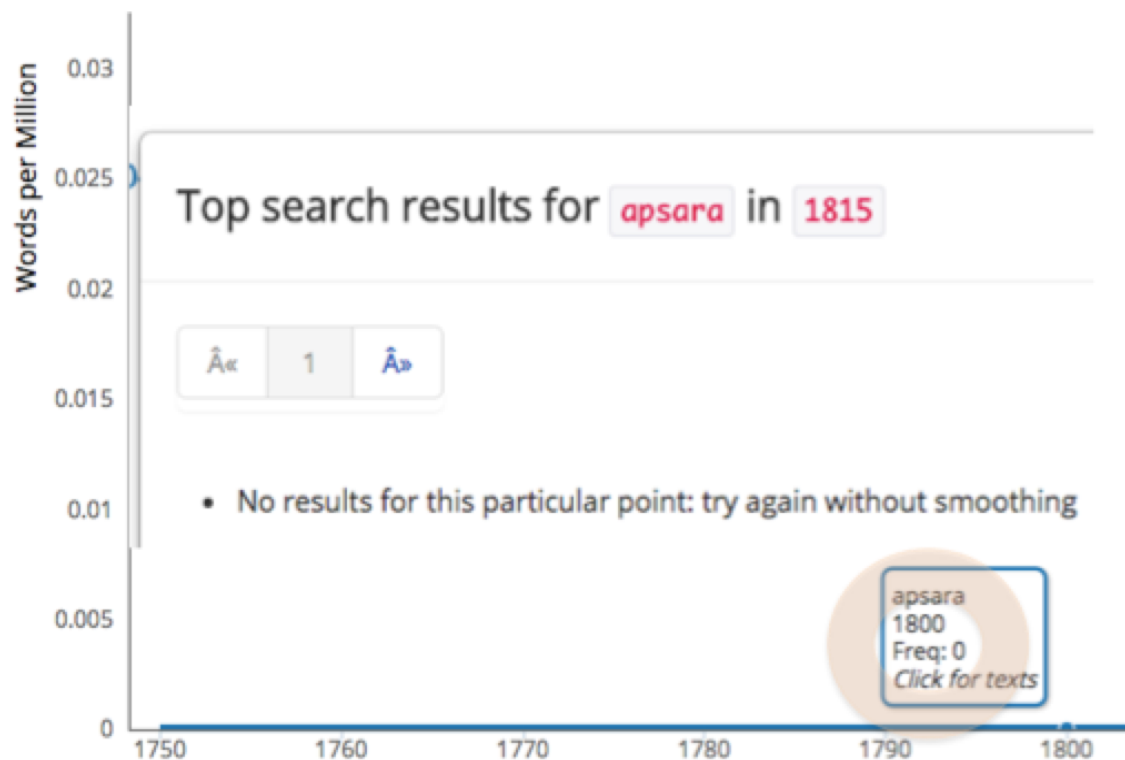 Words per Million
0.03
0.025
0.02
0.015
0.01
0.005
0
Top search results for apsara in 1815
Â« 1 Â»
• No results for this particular point: try again without smoothing
apsara
1800
Freq: 0
Click for texts
1750 1760 1770 1780 1790 1800